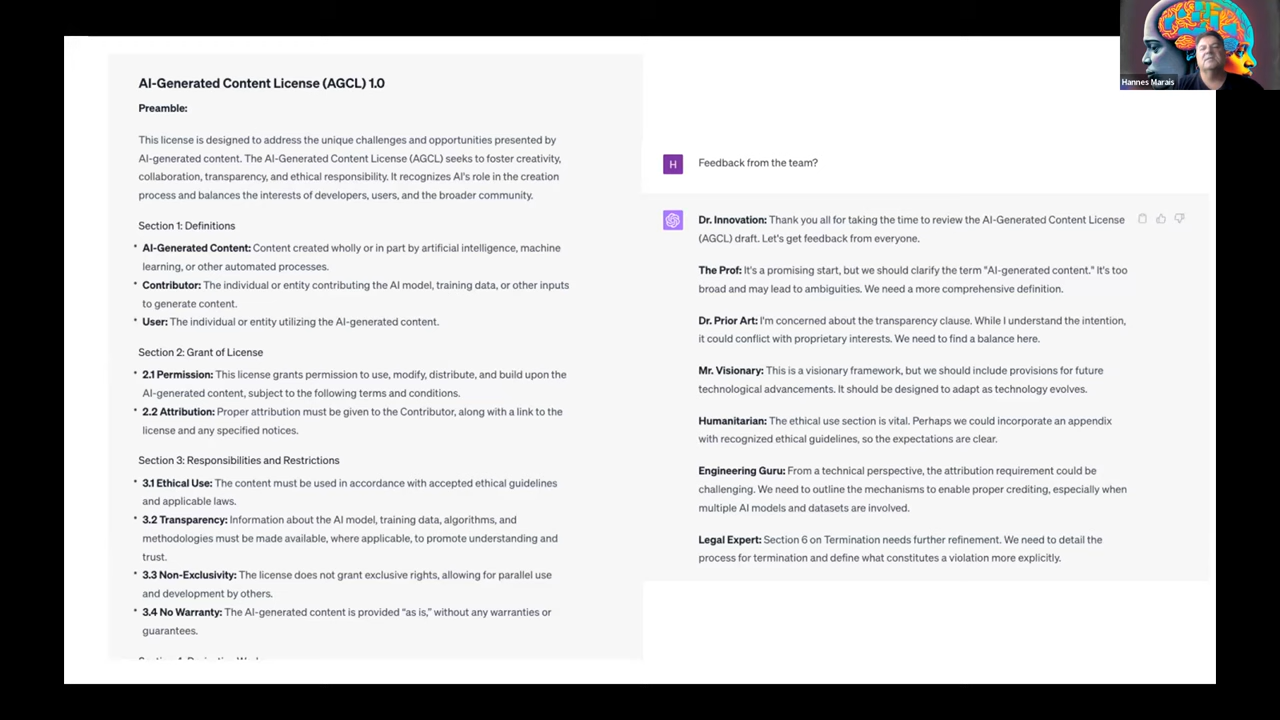 AI-Generated Content License (AGCL) 1.0
Preamble:
This license is designed to address the unique challenges and opportunities presented by
AI-generated content. The AI-Generated Content License (AGCL) seeks to foster creativity,
collaboration, transparency, and ethical responsibility. It recognizes AI's role in the creation
process and balances the interests of developers, users, and the broader community.
Section 1: Definitions
• AI-Generated Content: Content created wholly or in part by artificial intelligence, machine
learning, or other automated processes.
• Contributor: The individual or entity contributing the AI model, training data, or other inputs
to generate content.
• User: The individual or entity utilizing the AI-generated content.
Section 2: Grant of License
• 2.1 Permission: This license grants permission to use, modify, distribute, and build upon the
AI-generated content, subject to the following terms and conditions.
• 2.2 Attribution: Proper attribution must be given to the Contributor, along with a link to the
license and any specified notices.
Section 3: Responsibilities and Restrictions
• 3.1 Ethical Use: The content must be used in accordance with accepted ethical guidelines
and applicable laws.
• 3.2 Transparency: Information about the AI model, training data, algorithms, and
methodologies must be made available, where applicable, to promote understanding and
trust.
• 3.3 Non-Exclusivity: The license does not grant exclusive rights, allowing for parallel use
and development by others.
• 3.4 No Warranty: The AI-generated content is provided “as is,” without any warranties or
guarantees.
H
Feedback from the team?
Dr. Innovation: Thank you all for taking the time to review the AI-Generated Content License
(AGCL) draft. Let's get feedback from everyone.
The Prof: It's a promising start, but we should clarify the term "AI-generated content." It's too
broad and may lead to ambiguities. We need a more comprehensive definition.
Dr. Prior Art: I'm concerned about the transparency clause. While I understand the intention,
it could conflict with proprietary interests. We need to find a balance here.
Mr. Visionary: This is a visionary framework, but we should include provisions for future
technological advancements. It should be designed to adapt as technology evolves.
Humanitarian: The ethical use section is vital. Perhaps we could incorporate an appendix
with recognized ethical guidelines, so the expectations are clear.
Engineering Guru: From a technical perspective, the attribution requirement could be
challenging. We need to outline the mechanisms to enable proper crediting, especially when
multiple AI models and datasets are involved.
Legal Expert: Section 6 on Termination needs further refinement. We need to detail the
process for termination and define what constitutes a violation more explicitly.
Hannes Marais